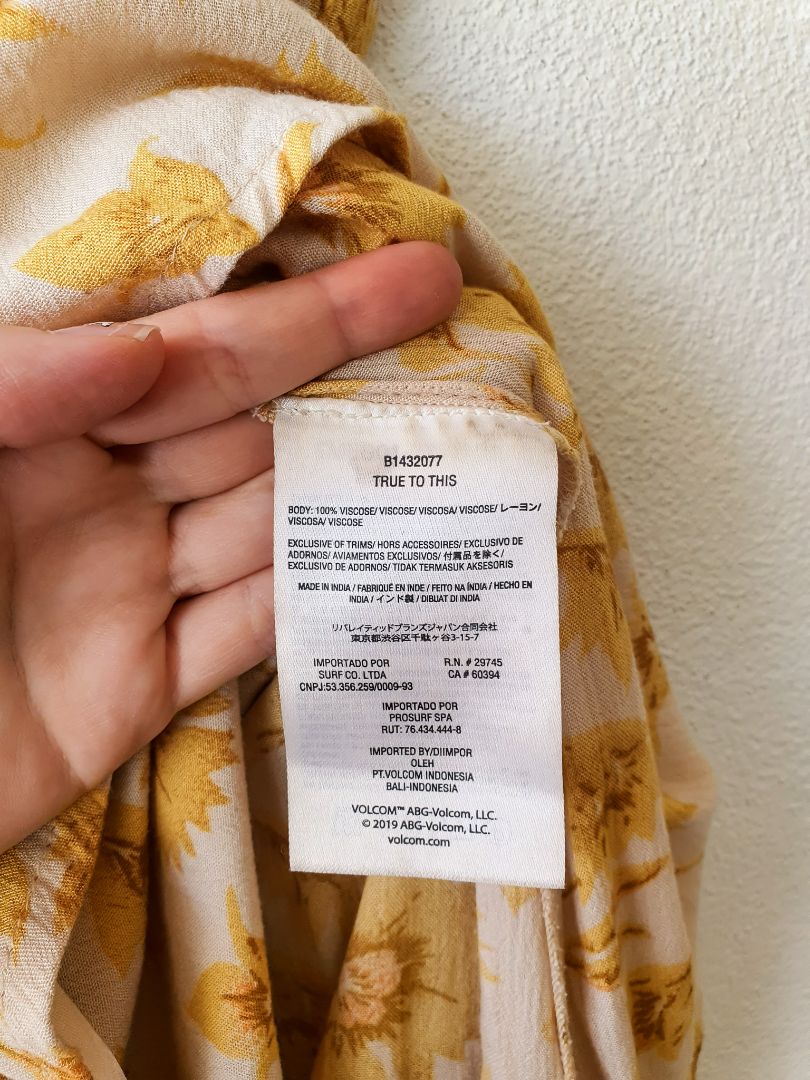 B1432077
TRUE TO THIS
BODY: 100% VISCOSE/ VISCOSE/ VISCOSA/ VISCOSE/ レーヨン/
VISCOSA/ VISCOSE
EXCLUSIVE OF TRIMS/ HORS ACCESSOIRES/ EXCLUSIVO DE
ADORNOS/ AVIAMENTOS EXCLUSIVOS/ 付属品を除く/
EXCLUSIVO DE ADORNOS/ TIDAK TERMASUK AKSESORIS
MADE IN INDIA / FABRIQUÉ EN INDE / FEITO NA ÍNDIA / HECHO EN
INDIA / インド製 / DIBUAT DI INDIA
リバレイティッドブランズジャパン合同会社
東京都渋谷区千駄ヶ谷3-15-7
IMPORTADO POR R.N. # 29745
SURF CO. LTDA CA # 60394
CNPJ:53.356.259/0009-93
IMPORTADO POR
PROSURF SPA
RUT: 76.434.444-8
IMPORTED BY/DIIMPOR
OLEH
PT.VOLCOM INDONESIA
BALI-INDONESIA
VOLCOM™ ABG-Volcom, LLC.
© 2019 ABG-Volcom, LLC.
volcom.com